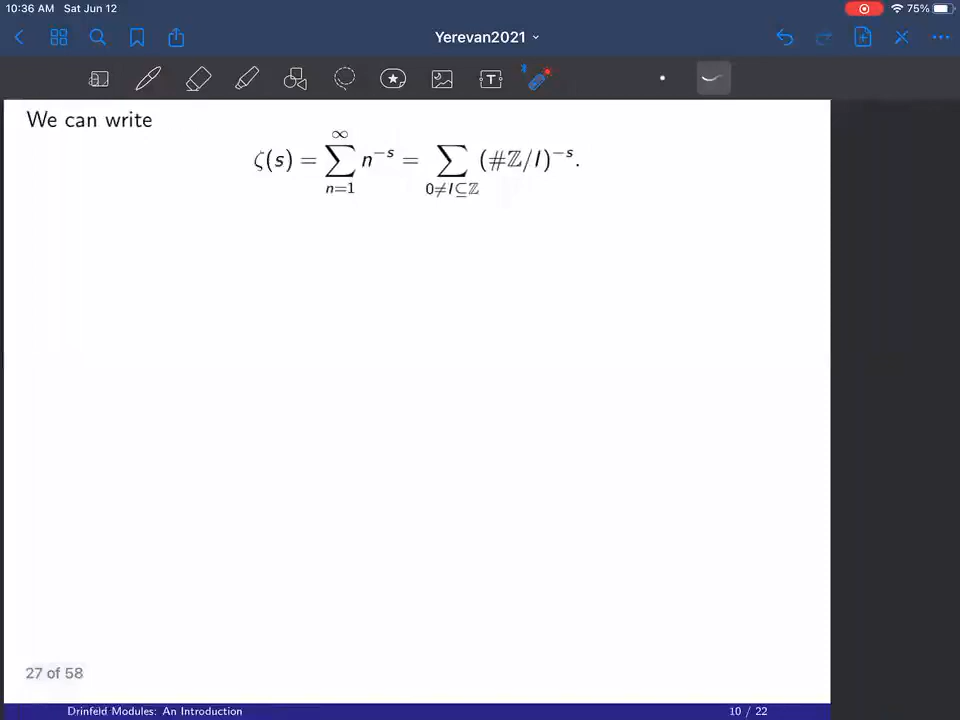 10:36 AM Sat Jun 12
75%
Yerevan2021
T
We can write
ζ(s) = ∑_{n=1}^{∞} n^{−s} = ∑_{0≠I⊆ℤ} (#ℤ/I)^{−s}.
27 of 58
Drinfeld Modules: An Introduction
10 / 22